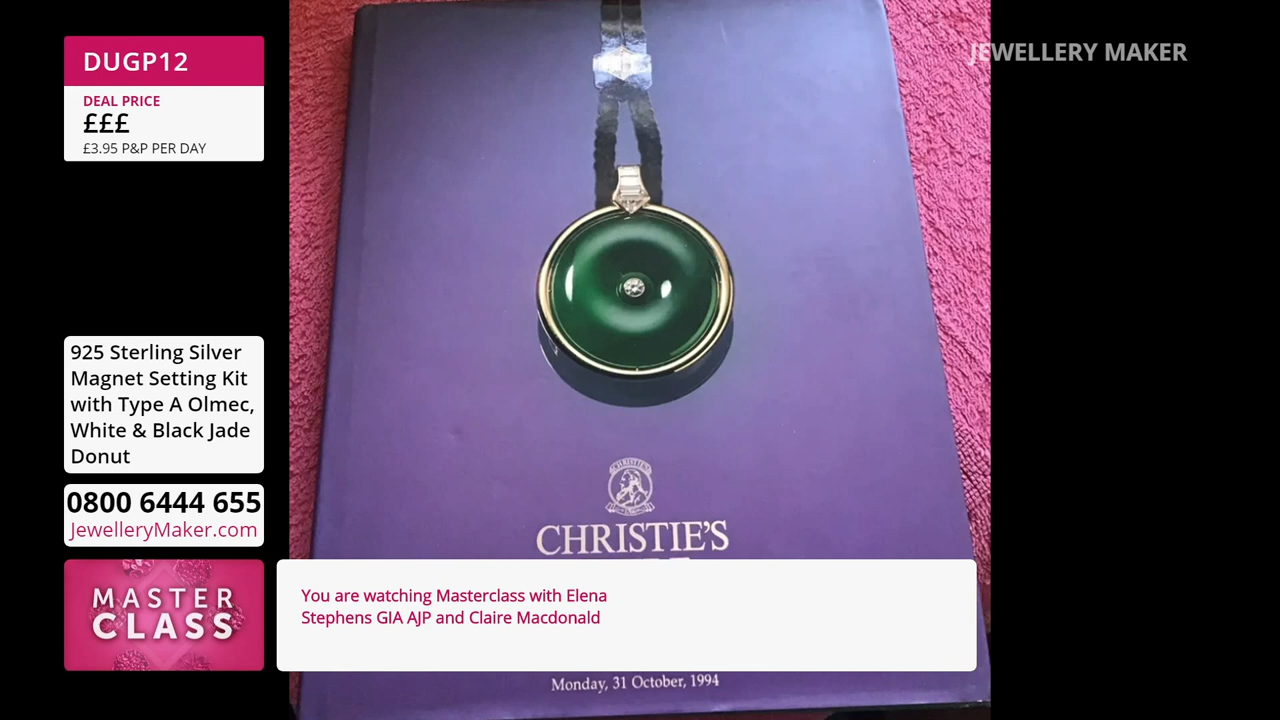 DUGP12
DEAL PRICE
£££
£3.95 P&P PER DAY
JEWELLERY MAKER
925 Sterling Silver
Magnet Setting Kit
with Type A Olmec,
White & Black Jade
Donut
0800 6444 655
JewelleryMaker.com
MASTER
CLASS
CHRISTIE'S
You are watching Masterclass with Elena
Stephens GIA AJP and Claire Macdonald
Monday, 31 October, 1994